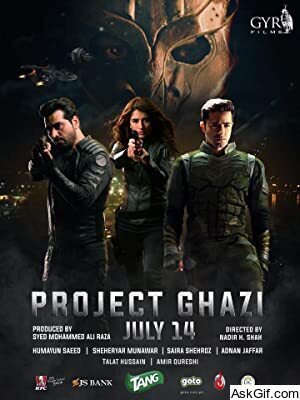 GYR
FILMS
PROJECT GHAZI
JULY 14
PRODUCED BY
SYED MOHAMMED ALI RAZA
DIRECTED BY
NADIR H. SHAH
HUMAYUN SAEED / SHEHERYAR MUNAWAR / SAIRA SHEHROZ / ADNAN JAFFAR
TALAT HUSSAIN / AMIR QURESHI
KFC
JS BANK
TANG
goto
AskGif.com